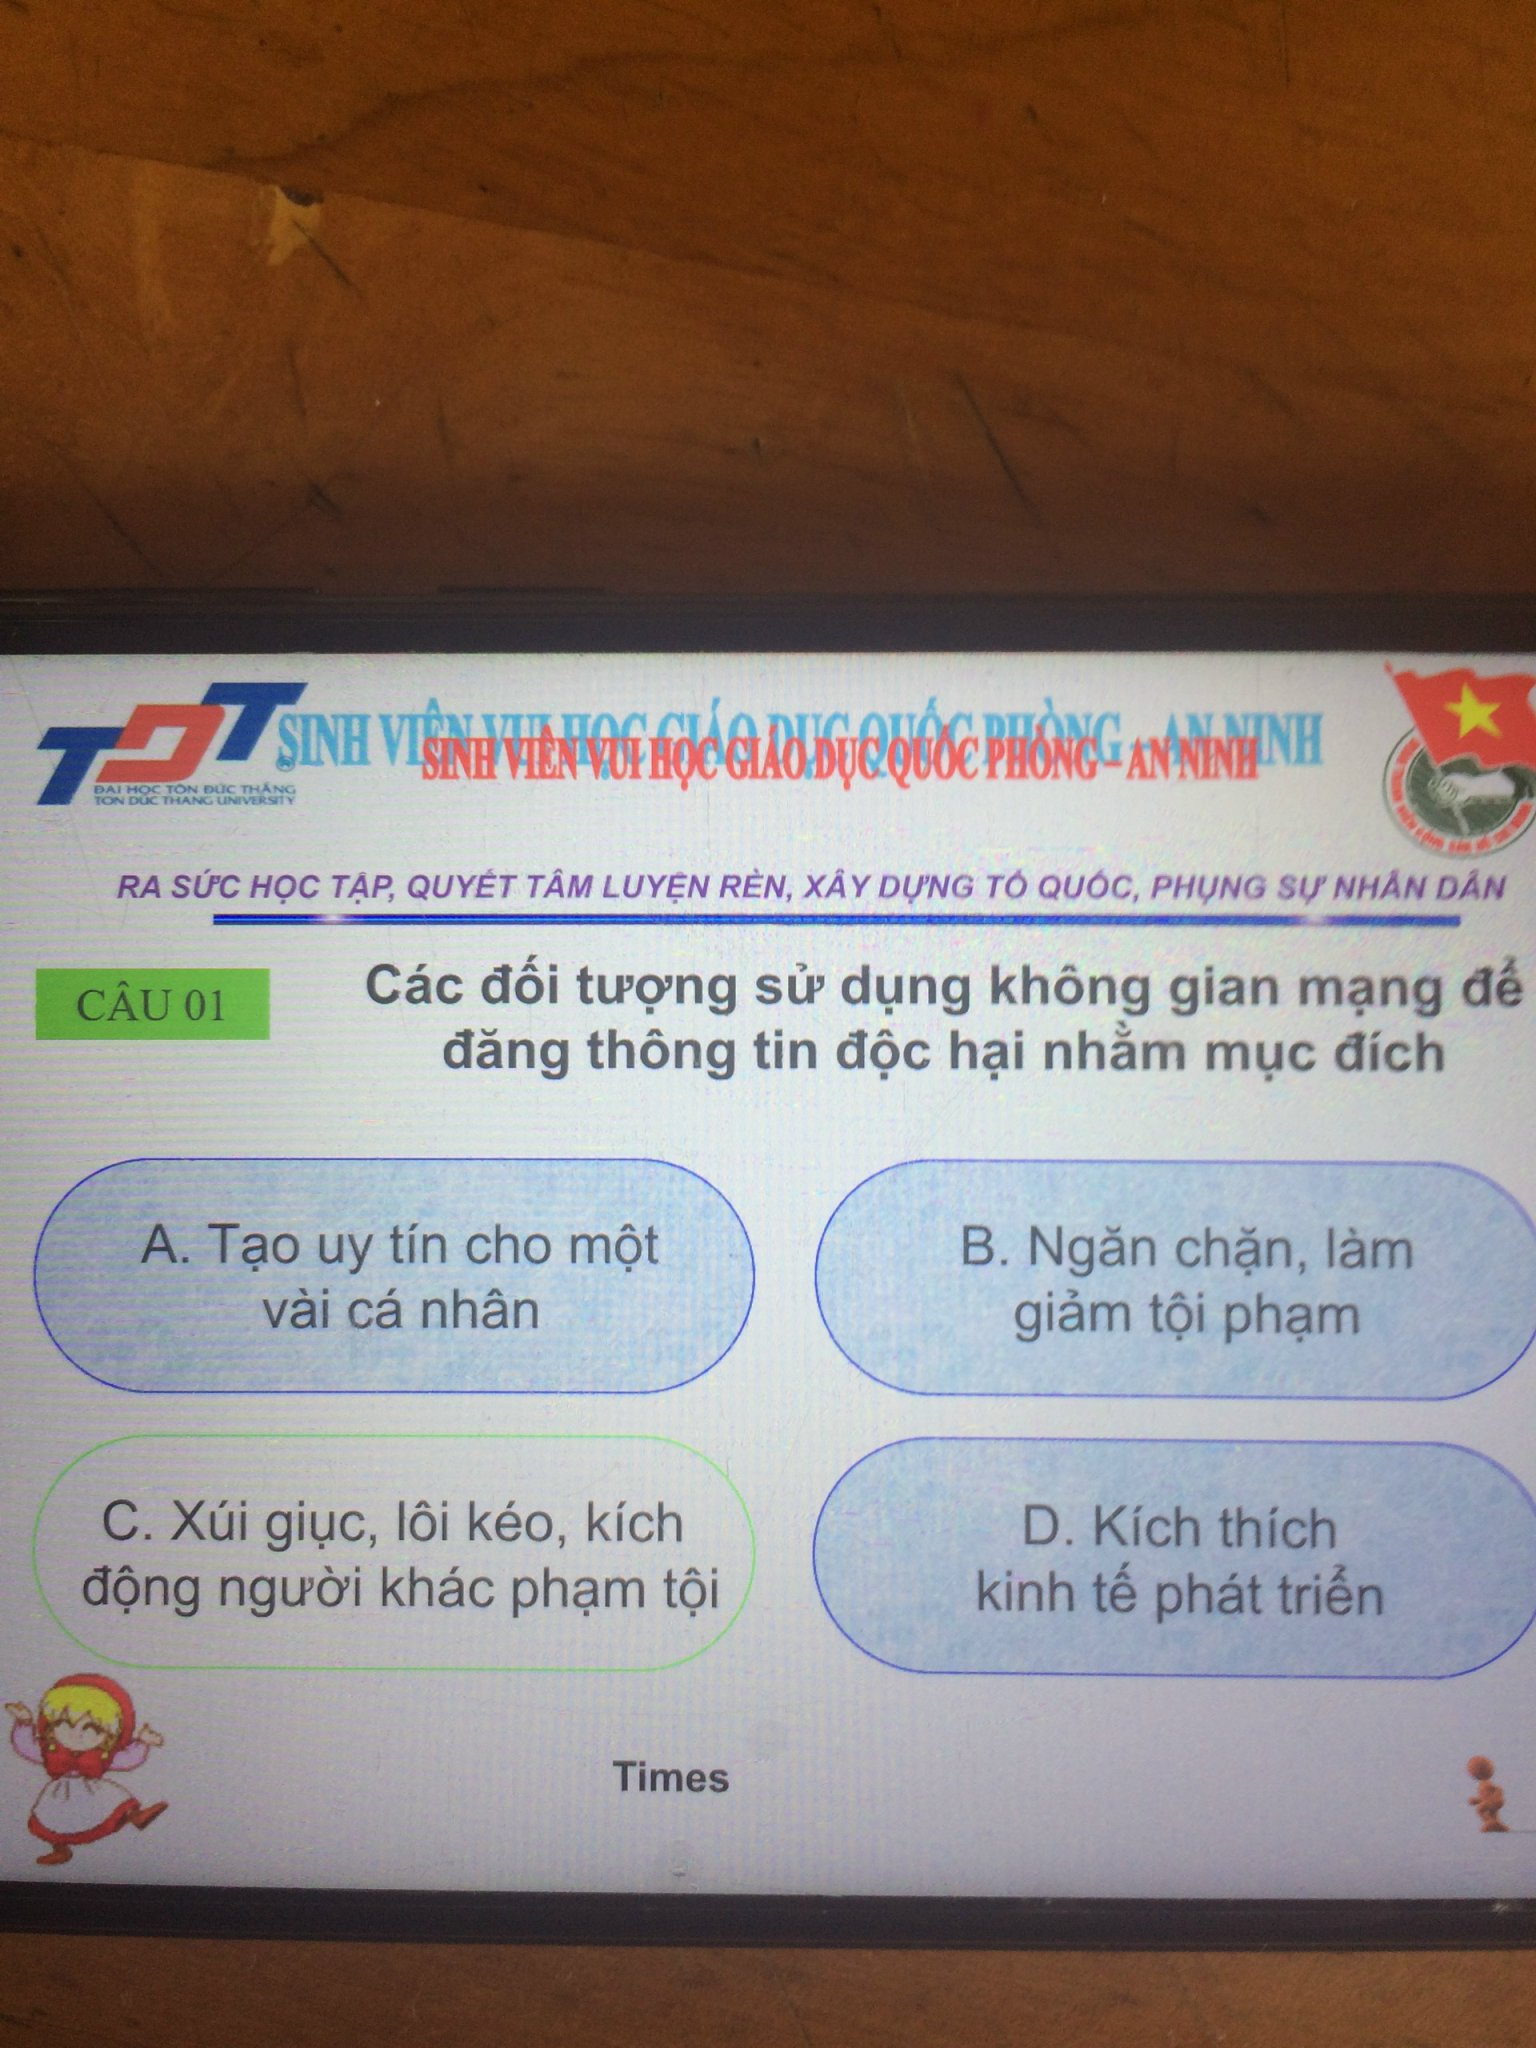 TDT
ĐẠI HỌC TÔN ĐỨC THẮNG
TON DUC THANG UNIVERSITY
®
SINH VIÊN VUI HỌC GIÁO DỤC QUỐC PHÒNG - AN NINH
SINH VIÊN VUI HỌC GIÁO DỤC QUỐC PHÒNG - AN NINH
RA SỨC HỌC TẬP, QUYẾT TÂM LUYỆN RÈN, XÂY DỰNG TỔ QUỐC, PHỤNG SỰ NHÂN DÂN
CÂU 01
Các đối tượng sử dụng không gian mạng để
đăng thông tin độc hại nhằm mục đích
A. Tạo uy tín cho một
vài cá nhân
B. Ngăn chặn, làm
giảm tội phạm
C. Xúi giục, lôi kéo, kích
động người khác phạm tội
D. Kích thích
kinh tế phát triển
Times